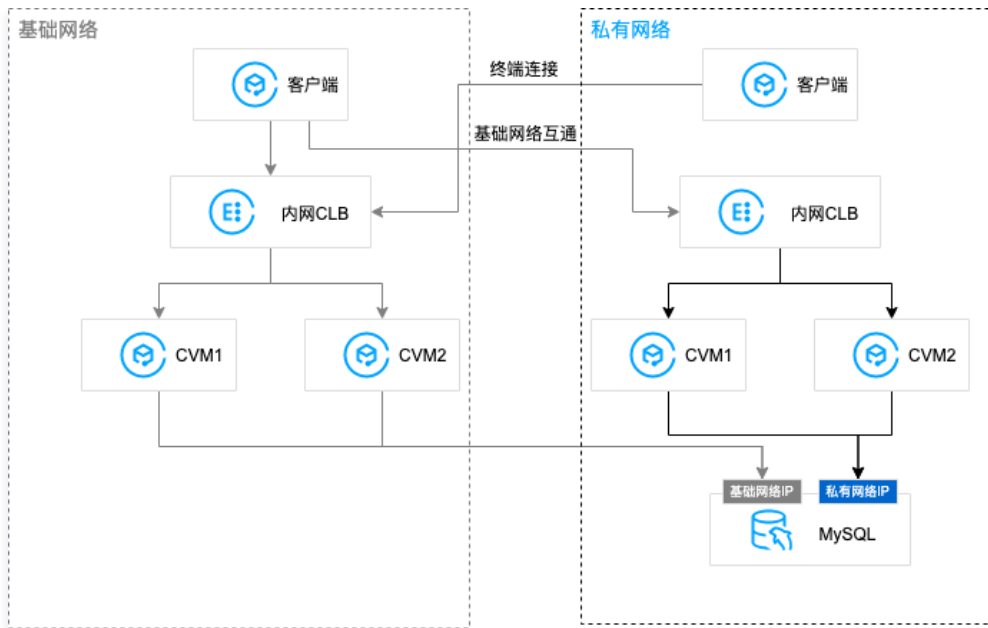 基础网络
私有网络
客户端
终端连接
客户端
基础网络互通
内网CLB
内网CLB
CVM1
CVM2
CVM1
CVM2
基础网络IP
私有网络IP
MySQL